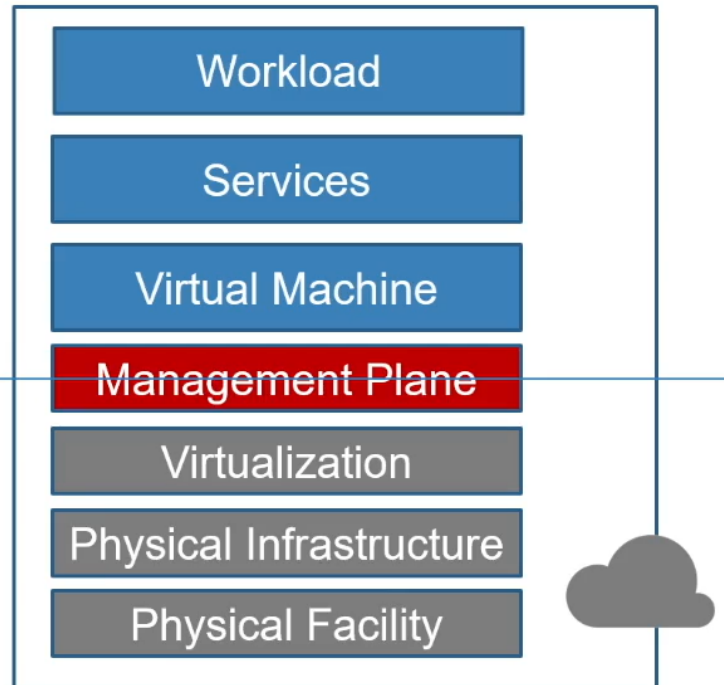 Workload
Services
Virtual Machine
Management Plane
Virtualization
Physical Infrastructure
Physical Facility